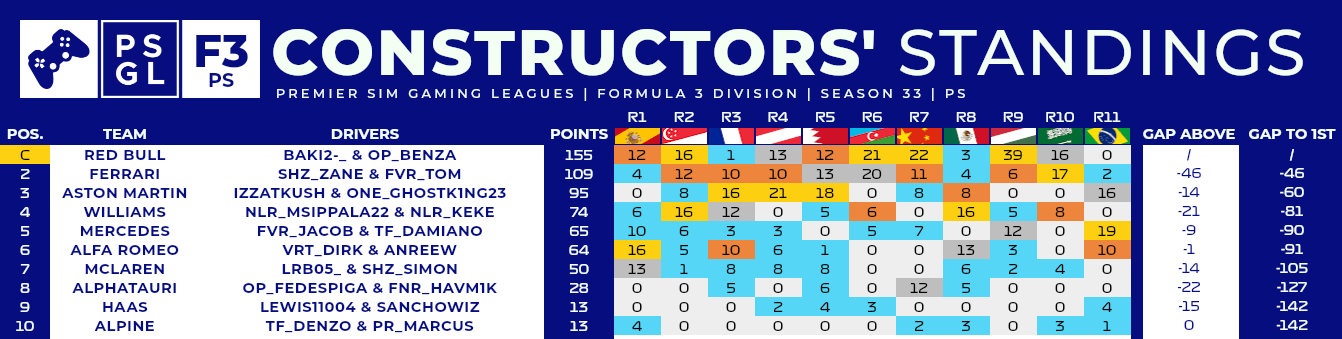 PS
GL
F3
PS
CONSTRUCTORS' STANDINGS
PREMIER SIM GAMING LEAGUES | FORMULA 3 DIVISION | SEASON 33 | PS
R1 R2 R3 R4 R5 R6 R7 R8 R9 R10 R11
POS. TEAM DRIVERS POINTS GAP ABOVE GAP TO 1ST
C RED BULL BAKI2-_ & OP_BENZA 155 12 16 1 13 12 21 22 3 39 16 0 / /
2 FERRARI SHZ_ZANE & FVR_TOM 109 4 12 10 10 13 20 11 4 6 17 2 -46 -46
3 ASTON MARTIN IZZATKUSH & ONE_GHOSTK1NG23 95 0 8 16 21 18 0 8 8 0 0 16 -14 -60
4 WILLIAMS NLR_MSIPPALA22 & NLR_KEKE 74 6 16 12 0 5 6 0 16 5 8 0 -21 -81
5 MERCEDES FVR_JACOB & TF_DAMIANO 65 10 6 3 3 0 5 7 0 12 0 19 -9 -90
6 ALFA ROMEO VRT_DIRK & ANREEW 64 16 5 10 6 1 0 0 13 3 0 10 -1 -91
7 MCLAREN LRB05_ & SHZ_SIMON 50 13 1 8 8 8 0 0 6 2 4 0 -14 -105
8 ALPHATAURI OP_FEDESPIGA & FNR_HAVM1K 28 0 0 5 0 6 0 12 5 0 0 0 -22 -127
9 HAAS LEWIS11004 & SANCHOWIZ 13 0 0 0 2 4 3 0 0 0 0 4 -15 -142
10 ALPINE TF_DENZO & PR_MARCUS 13 4 0 0 0 0 0 2 3 0 3 1 0 -142